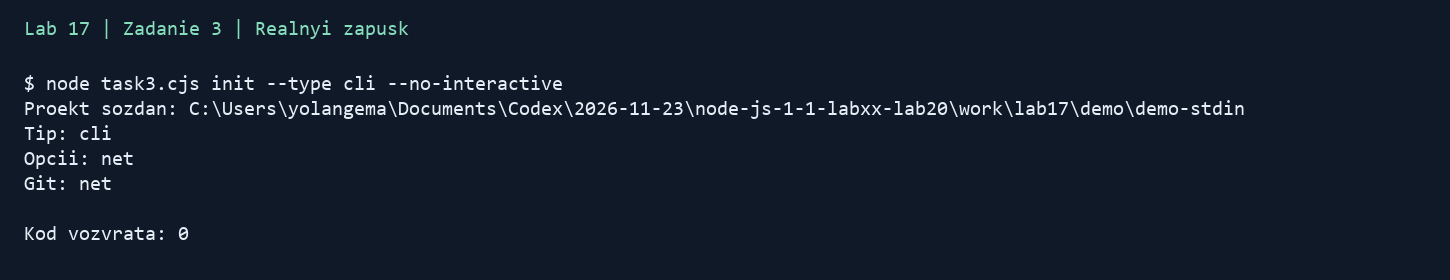 Lab 17 | Zadanie 3 | Realnyi zapusk
$ node task3.cjs init --type cli --no-interactive
Proekt sozdan: C:\Users\yolangema\Documents\Codex\2026-11-23\node-js-1-1-labxx-lab20\work\lab17\demo\demo-stdin
Tip: cli
Opcii: net
Git: net
Kod vozvrata: 0